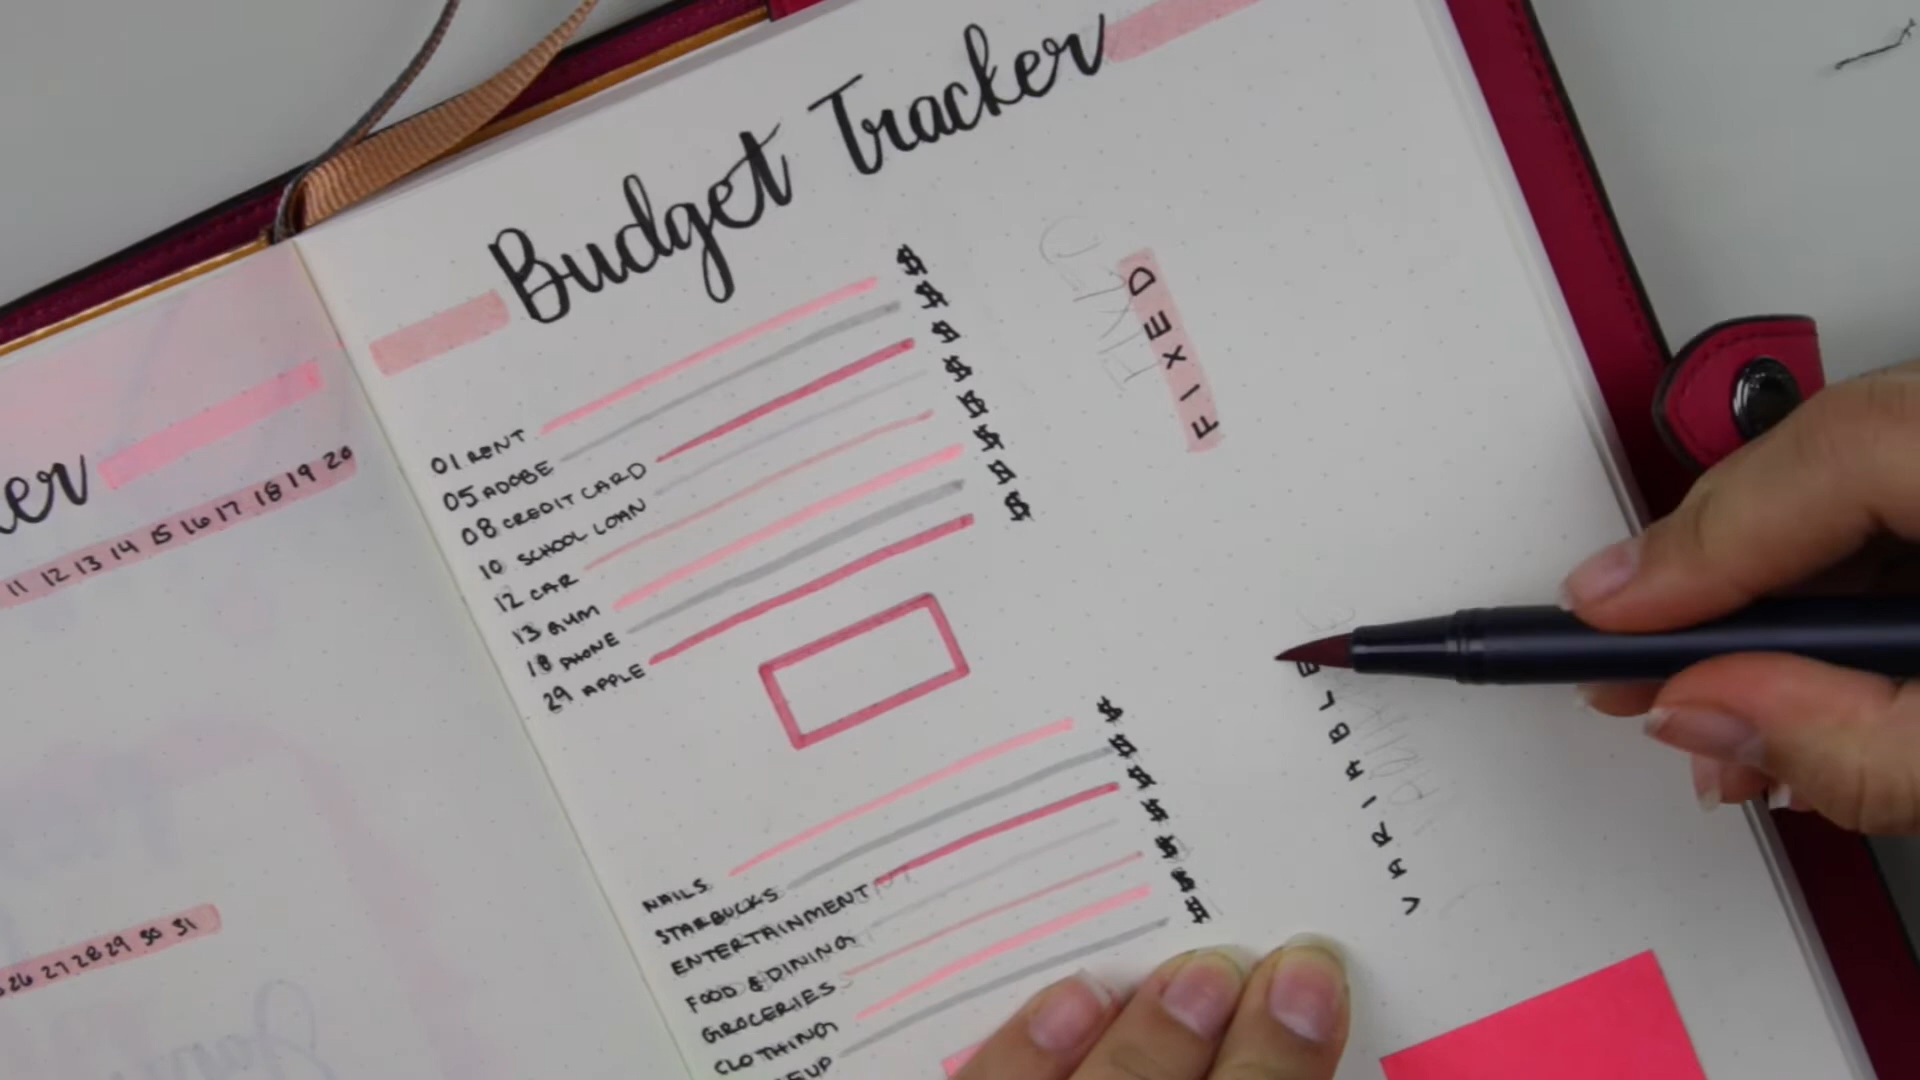 Budget Tracker
01 RENT $
05 ADOBE $
08 CREDIT CARD $
10 SCHOOL LOAN $
12 CAR $
13 GYM $
18 PHONE $
29 APPLE $
FIXED
NAILS $
STARBUCKS $
ENTERTAINMENT $
FOOD & DINING $
GROCERIES $
CLOTHING $
$
VARIABLE
11 12 13 14 15 16 17 18 19 20
26 27 28 29 30 31